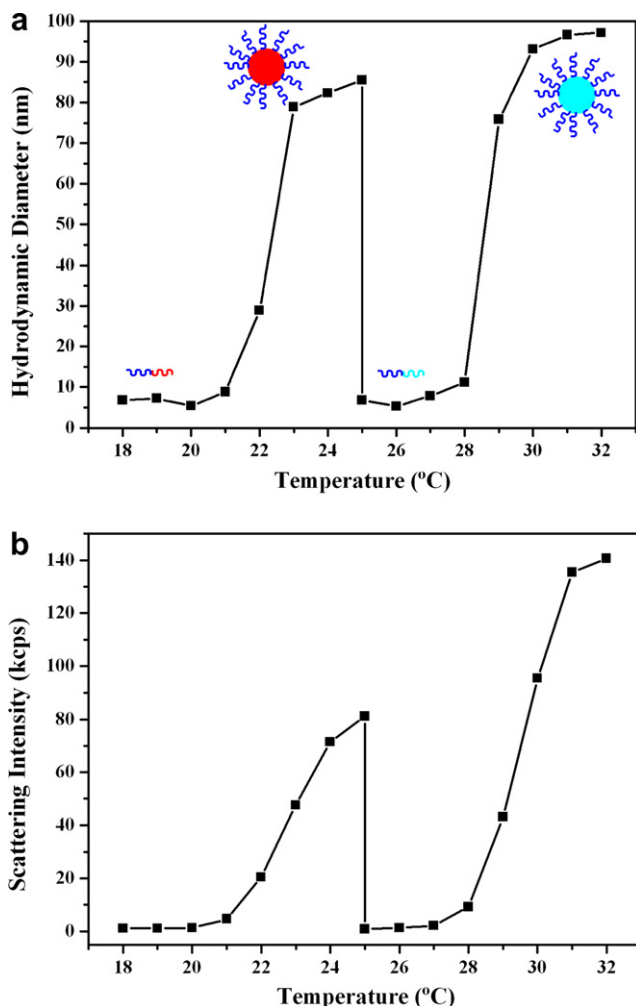 a
100
90
80
70
60
50
40
30
20
10
0
Hydrodynamic Diameter (nm)
18 20 22 24 26 28 30 32
Temperature (°C)
b
140
120
100
80
60
40
20
0
Scattering Intensity (kcps)
18 20 22 24 26 28 30 32
Temperature (°C)